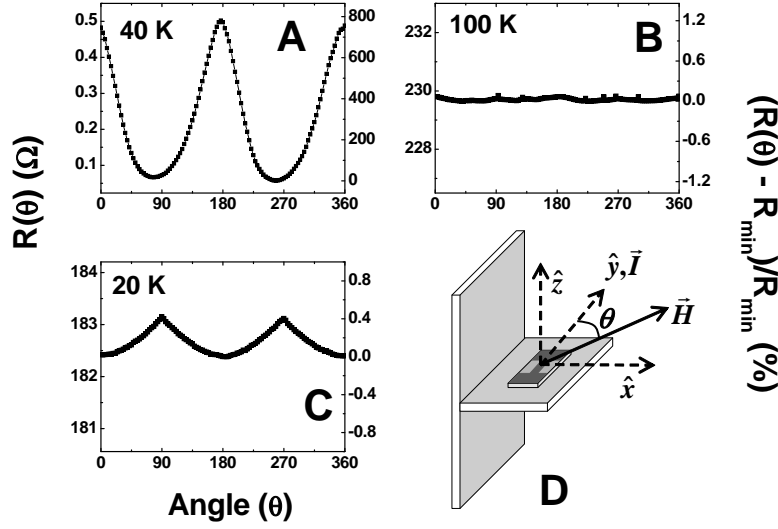 40 K
A
0.5
0.4
0.3
0.2
0.1
800
600
400
200
0
0
90
180
270
360
100 K
B
230
229
228
1.2
0.6
0.0
-0.6
-1.2
0
90
180
270
360
20 K
C
184
183
182
181
0.8
0.4
0.0
-0.4
-0.8
0
90
180
270
360
R(θ) (Ω)
Angle (θ)
(R(θ) - R_min)/R_min (%)
ẑ
ŷ,I⃗
θ
H⃗
x̂
D